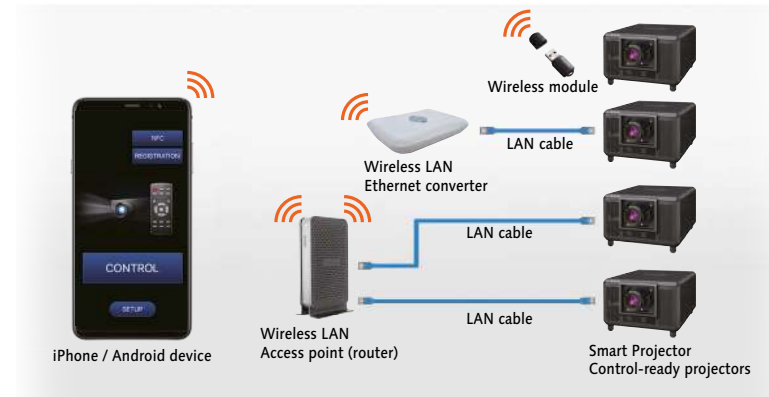 Wireless module
LAN cable
Wireless LAN
Ethernet converter
NFC
REGISTRATION
LAN cable
CONTROL
SETUP
LAN cable
Wireless LAN
Access point (router)
iPhone / Android device
Smart Projector
Control-ready projectors